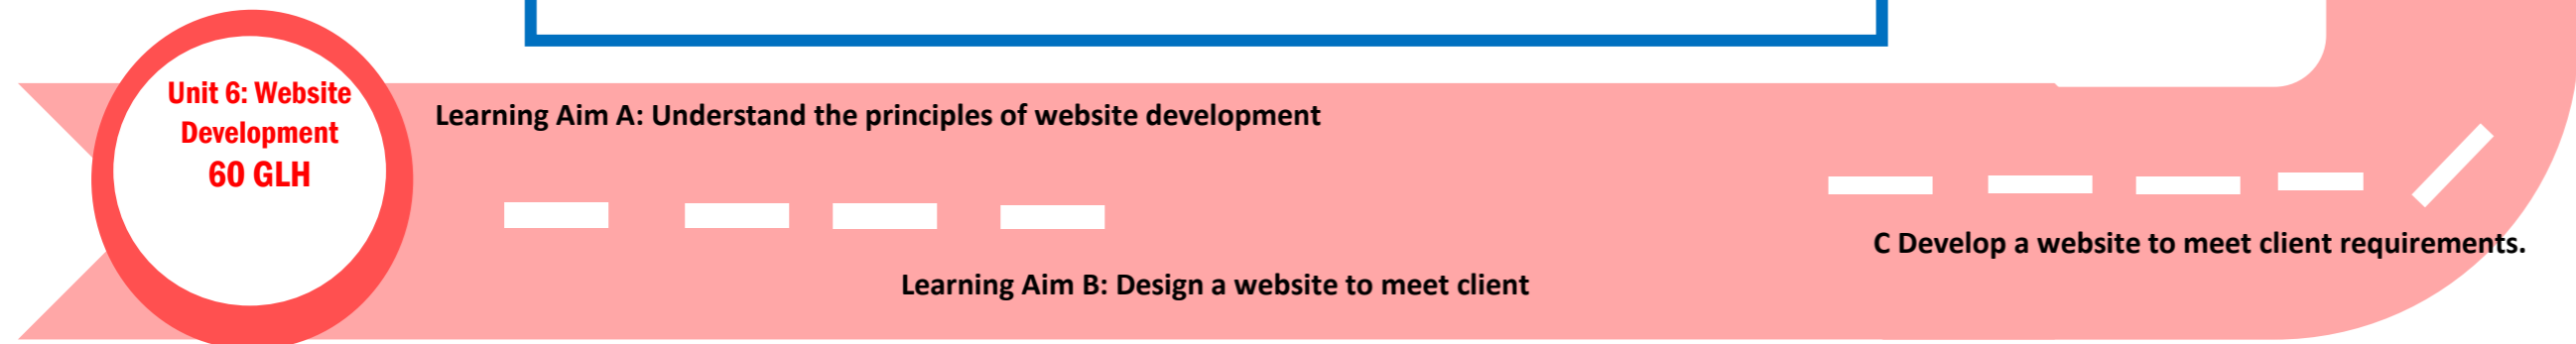 Unit 6: Website
Development
60 GLH
Learning Aim A: Understand the principles of website development
Learning Aim B: Design a website to meet client
C Develop a website to meet client requirements.